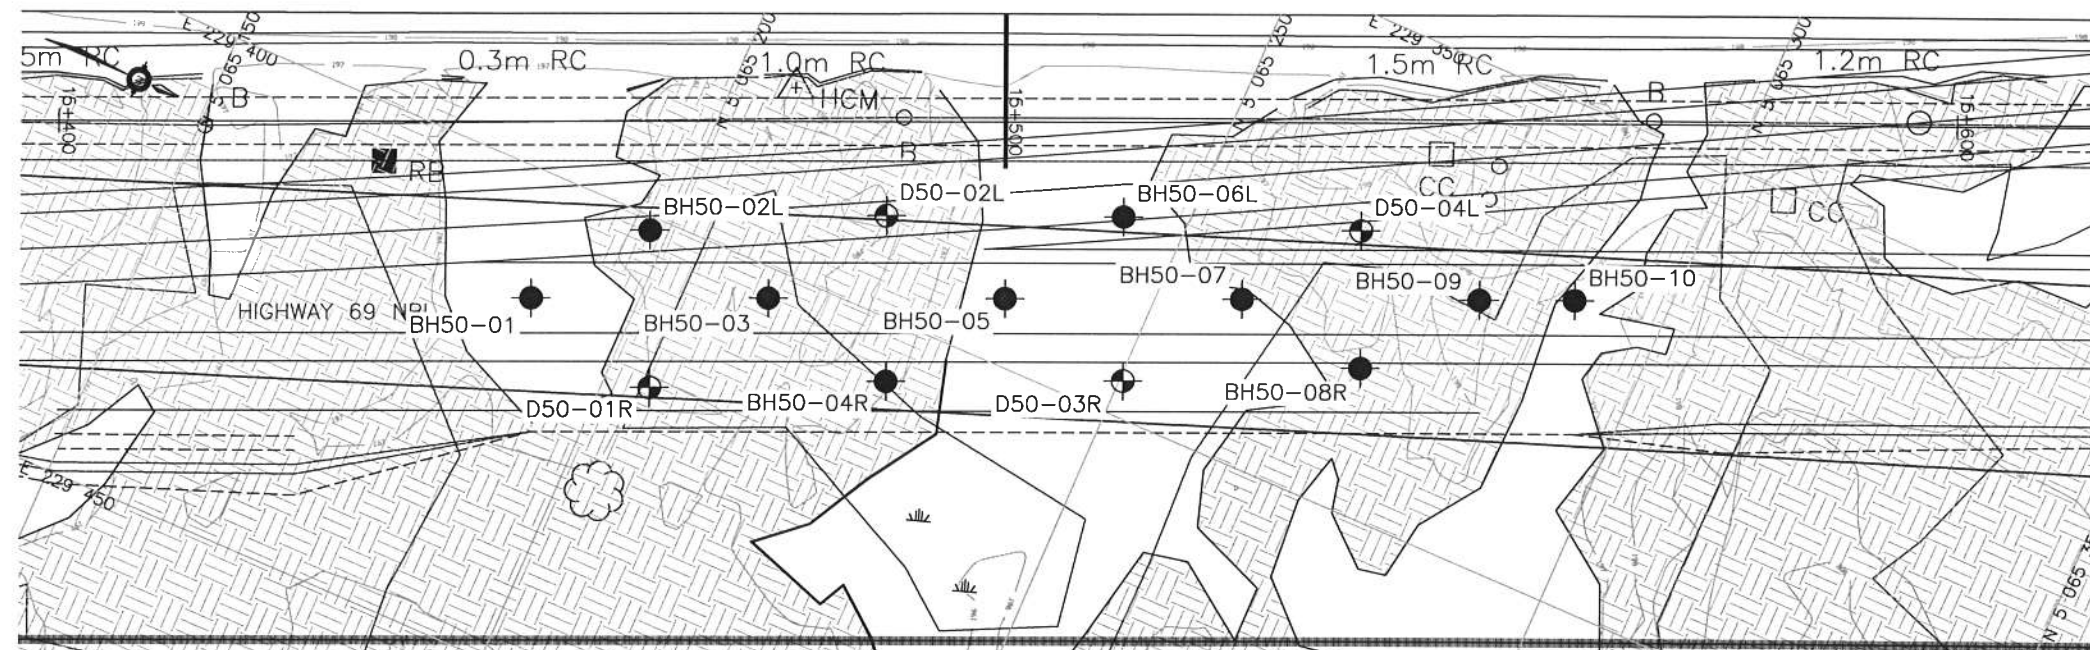 E 229 400
5m RC
0.3m RC
1.0m RC
E 229 350
1.5m RC
1.2m RC
N 5 065 200
N 5 065 250
N 5 065 300
15+400
15+500
15+600
B
HCM
B
B
RB
CC
CC
BH50-02L
D50-02L
BH50-06L
D50-04L
BH50-07
BH50-09
BH50-10
HIGHWAY 69 NBL
BH50-01
BH50-03
BH50-05
D50-01R
BH50-04R
D50-03R
BH50-08R
E 229 450